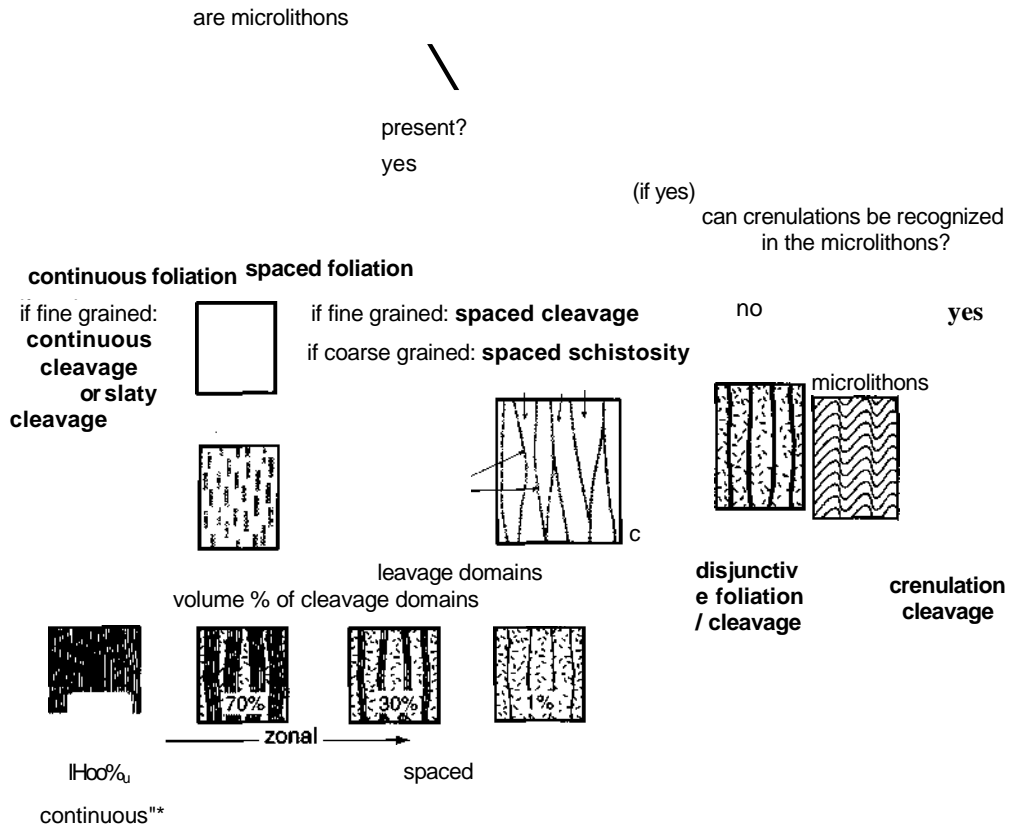 are microlithons
present?
yes
(if yes)
can crenulations be recognized
in the microlithons?
continuous foliation spaced foliation
if fine grained:
continuous
cleavage
or slaty
cleavage
if fine grained: spaced cleavage
if coarse grained: spaced schistosity
no
yes
microlithons
c
leavage domains
volume % of cleavage domains
disjunctiv
e foliation
/ cleavage
crenulation
cleavage
70%
30%
1%
zonal
lHoo%u
spaced
continuous"*